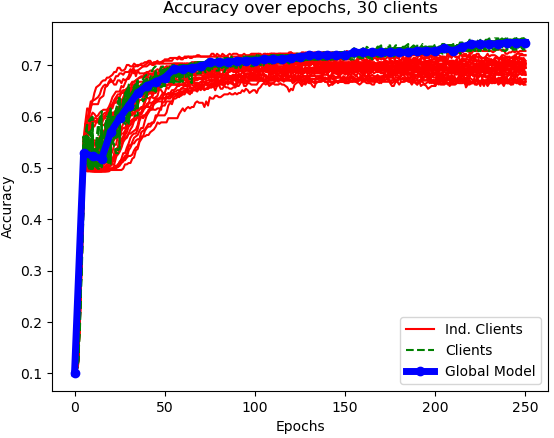 Accuracy over epochs, 30 clients
Accuracy
0.7
0.6
0.5
0.4
0.3
0.2
0.1
0
50
100
150
200
250
Epochs
Ind. Clients
Clients
Global Model